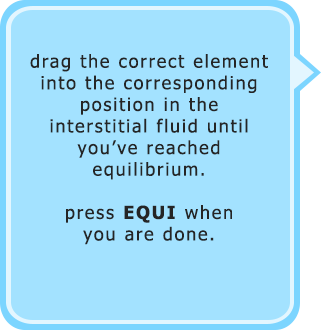 drag the correct element
into the corresponding
position in the
interstitial fluid until
you've reached
equilibrium.
press EQUI when
you are done.